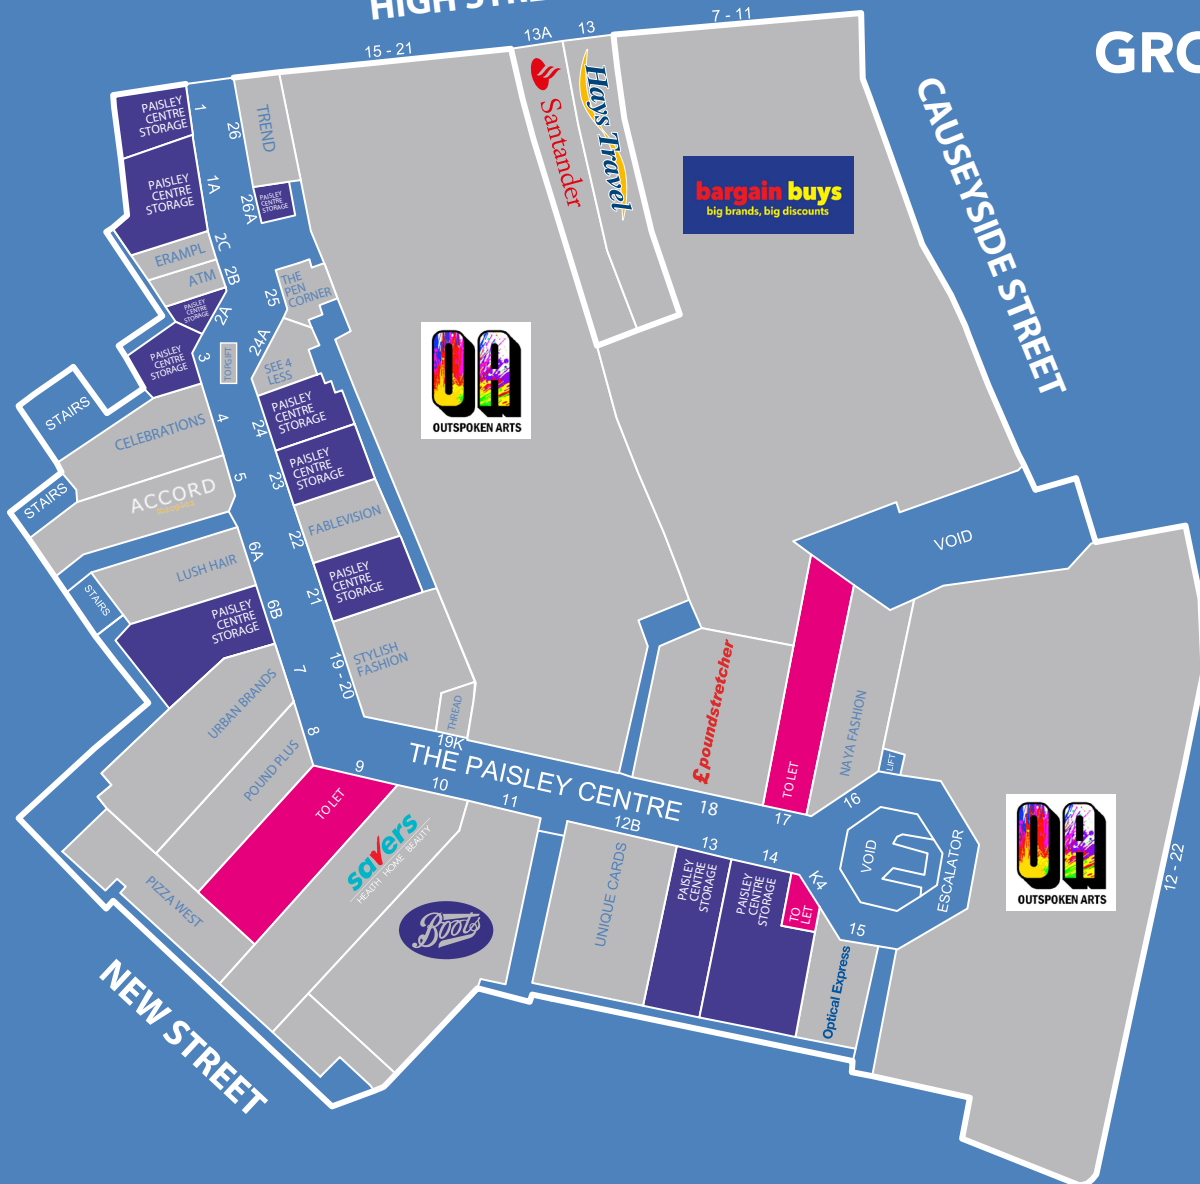 HIGH STRE
GRO
15 - 21
13A
13
7 - 11
Santander
Hays Travel
bargain buys
big brands, big discounts
CAUSEYSIDE STREET
PAISLEY
CENTRE
STORAGE
1
26
TREND
PAISLEY
CENTRE
STORAGE
1A
26A
PAISLEY
CENTRE
STORAGE
ERAMPL
2C
ATM
2B
25
THE
PEN
CORNER
PAISLEY
CENTRE
STORAGE
2A
PAISLEY
CENTRE
STORAGE
3
TOPGIFT
24A
SEE 4
LESS
STAIRS
CELEBRATIONS
4
24
PAISLEY
CENTRE
STORAGE
OA
OUTSPOKEN ARTS
STAIRS
ACCORD
5
23
PAISLEY
CENTRE
STORAGE
22
FABLEVISION
VOID
LUSH HAIR
6A
STAIRS
PAISLEY
CENTRE
STORAGE
6B
21
PAISLEY
CENTRE
STORAGE
19 - 20
STYLISH
FASHION
THREAD
19K
URBAN BRANDS
7
POUND PLUS
8
TO LET
9
THE PAISLEY CENTRE
£poundstretcher
18
TO LET
17
NAYA FASHION
16
LIFT
savers
HEALTH HOME BEAUTY
10
11
12B
13
14
K4
15
VOID
ESCALATOR
OA
OUTSPOKEN ARTS
12 - 22
PIZZA WEST
Boots
UNIQUE CARDS
PAISLEY
CENTRE
STORAGE
PAISLEY
CENTRE
STORAGE
TO
LET
Optical Express
NEW STREET